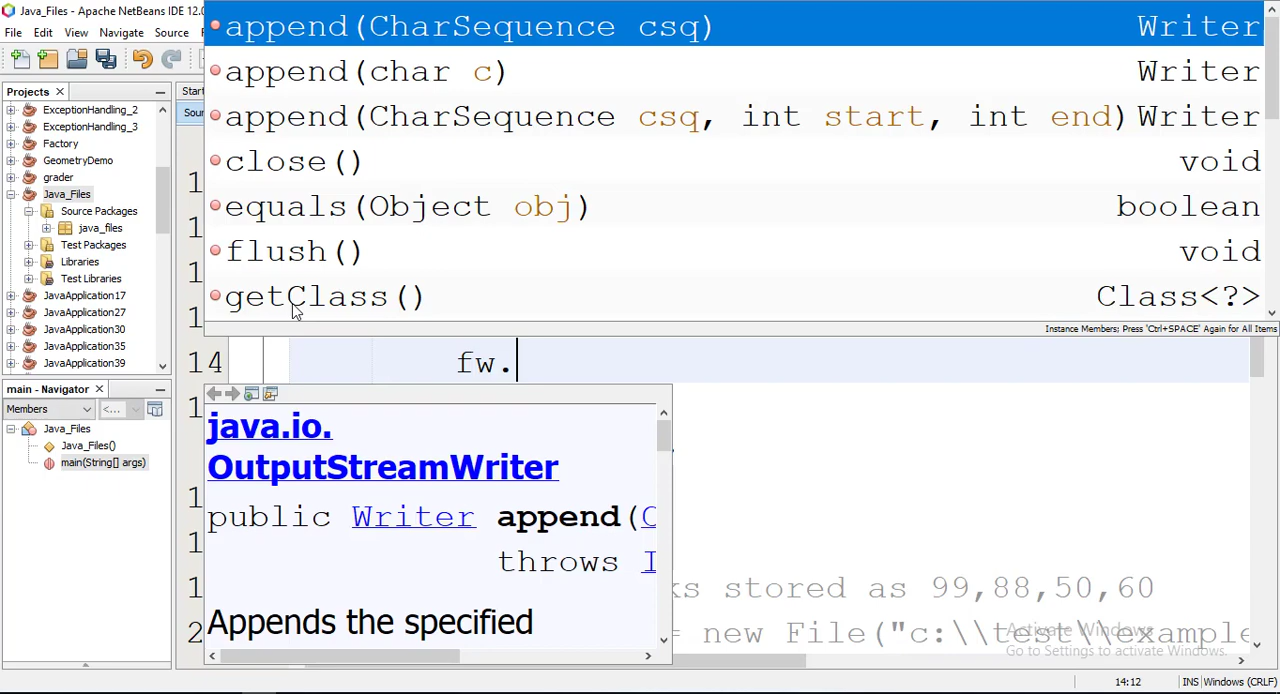 Java_Files - Apache NetBeans IDE 12.0
File Edit View Navigate Source
Projects
ExceptionHandling_2
ExceptionHandling_3
Factory
GeometryDemo
grader
Java_Files
Source Packages
java_files
Test Packages
Libraries
Test Libraries
JavaApplication17
JavaApplication27
JavaApplication30
JavaApplication35
JavaApplication39
main - Navigator
Members
<...
Java_Files
Java_Files()
main(String[] args)
append(CharSequence csq) Writer
append(char c) Writer
append(CharSequence csq, int start, int end) Writer
close() void
equals(Object obj) boolean
flush() void
getClass() Class<?>
Instance Members; Press 'Ctrl+SPACE' Again for All Items
14 fw.
java.io.
OutputStreamWriter
public Writer append(
throws
Appends the specified
stored as 99,88,50,60
= new File("c:\\test\\example
Activate Windows
Go to Settings to activate Windows.
14:12 INS Windows (CRLF)